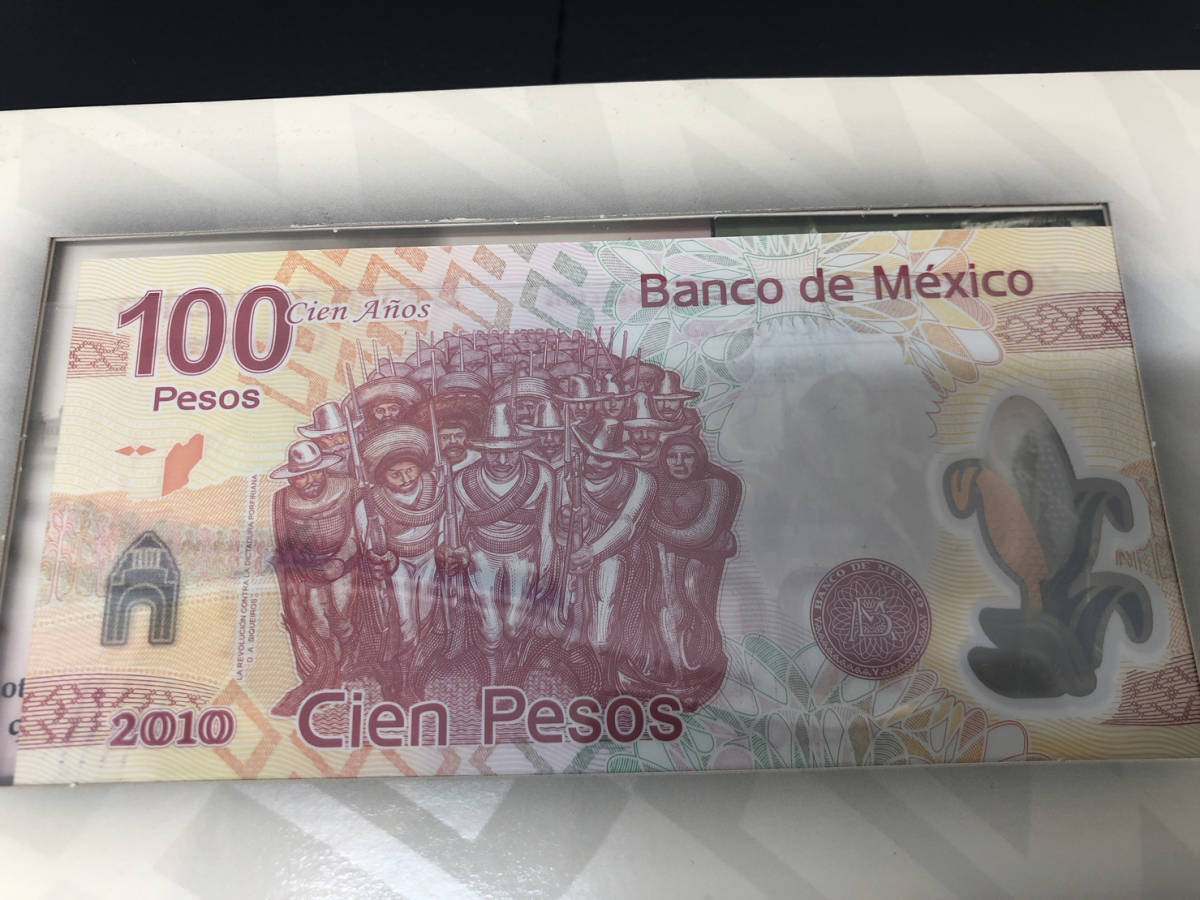 Banco de México
100
Cien Años
Pesos
LA REVOLUCIÓN CONTRA LA DICTADURA PORFIRIANA
D. A. SIQUEIROS
BANCO DE MÉXICO
of
2010
Cien Pesos